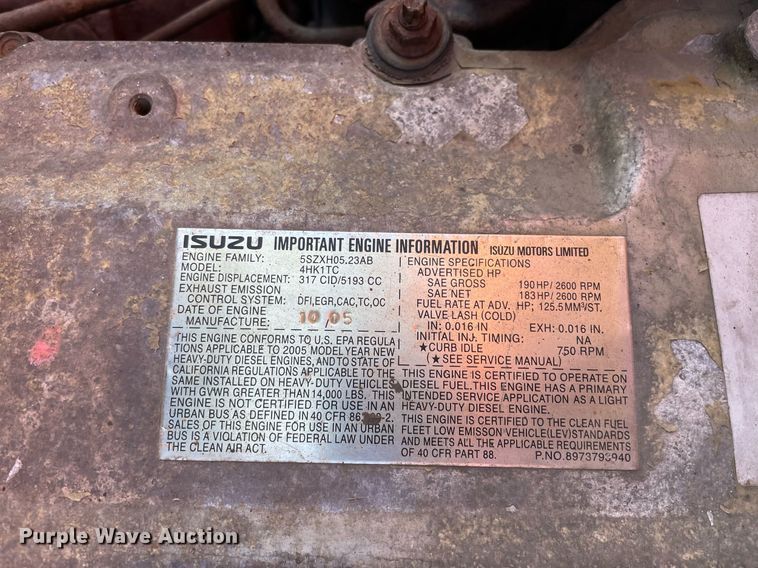 ISUZU IMPORTANT ENGINE INFORMATION ISUZU MOTORS LIMITED
ENGINE FAMILY: 5SZXH05.23AB
MODEL: 4HK1TC
ENGINE DISPLACEMENT: 317 CID/5193 CC
EXHAUST EMISSION
CONTROL SYSTEM: DFI,EGR,CAC,TC,OC
DATE OF ENGINE
MANUFACTURE: 10 05
THIS ENGINE CONFORMS TO U.S. EPA REGULA
TIONS APPLICABLE TO 2005 MODEL YEAR NEW
HEAVY-DUTY DIESEL ENGINES, AND TO STATE OF
CALIFORNIA REGULATIONS APPLICABLE TO THE
SAME INSTALLED ON HEAVY-DUTY VEHICLES
WITH GVWR GREATER THAN 14,000 LBS. THIS
ENGINE IS NOT CERTIFIED FOR USE IN AN
URBAN BUS AS DEFINED IN 40 CFR
SALES OF THIS ENGINE FOR USE IN AN URBAN
BUS IS A VIOLATION OF FEDERAL LAW UNDER
THE CLEAN AIR ACT.
ENGINE SPECIFICATIONS
ADVERTISED HP
SAE GROSS 190 HP/ 2600 RPM
SAE NET 183 HP/ 2600 RPM
FUEL RATE AT ADV. HP; 125.5MM³/ST.
VALVE LASH (COLD)
IN: 0.016 IN EXH: 0.016 IN.
INITIAL INJ. TIMING: NA
★CURB IDLE 750 RPM
(★SEE SERVICE MANUAL)
THIS ENGINE IS CERTIFIED TO OPERATE ON
DIESEL FUEL.THIS ENGINE HAS A PRIMARY
INTENDED SERVICE APPLICATION AS A LIGHT
HEAVY-DUTY DIESEL ENGINE.
THIS ENGINE IS CERTIFIED TO THE CLEAN FUEL
FLEET LOW EMISSON VEHICLE(LEV)STANDARDS
AND MEETS ALL THE APPLICABLE REQUIREMENTS
OF 40 CFR PART 88. P.NO.8973793940
Purple Wave Auction